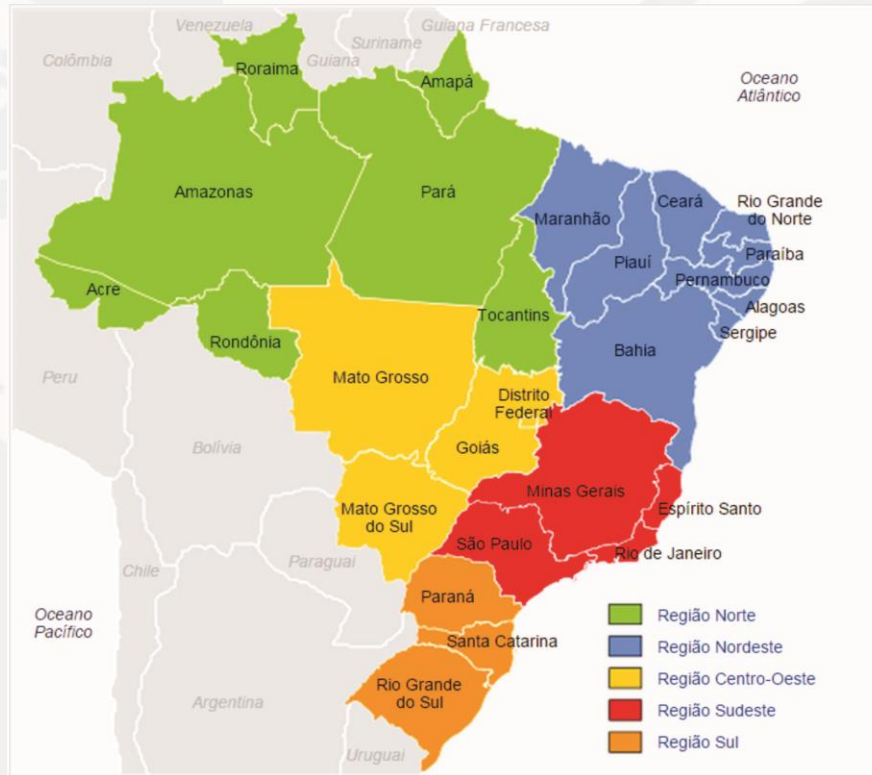 Venezuela
Guiana Francesa
Suriname
Colômbia
Guiana
Roraima
Amapá
Oceano
Atlântico
Amazonas
Pará
Maranhão
Ceará
Rio Grande
do Norte
Piauí
Paraíba
Pernambuco
Acre
Alagoas
Tocantins
Sergipe
Rondônia
Bahia
Peru
Mato Grosso
Distrito
Federal
Goiás
Bolívia
Minas Gerais
Mato Grosso
do Sul
Espírito Santo
São Paulo
Rio de Janeiro
Paraguai
Chile
Paraná
Oceano
Pacífico
Santa Catarina
Rio Grande
do Sul
Argentina
Uruguai
Região Norte
Região Nordeste
Região Centro-Oeste
Região Sudeste
Região Sul